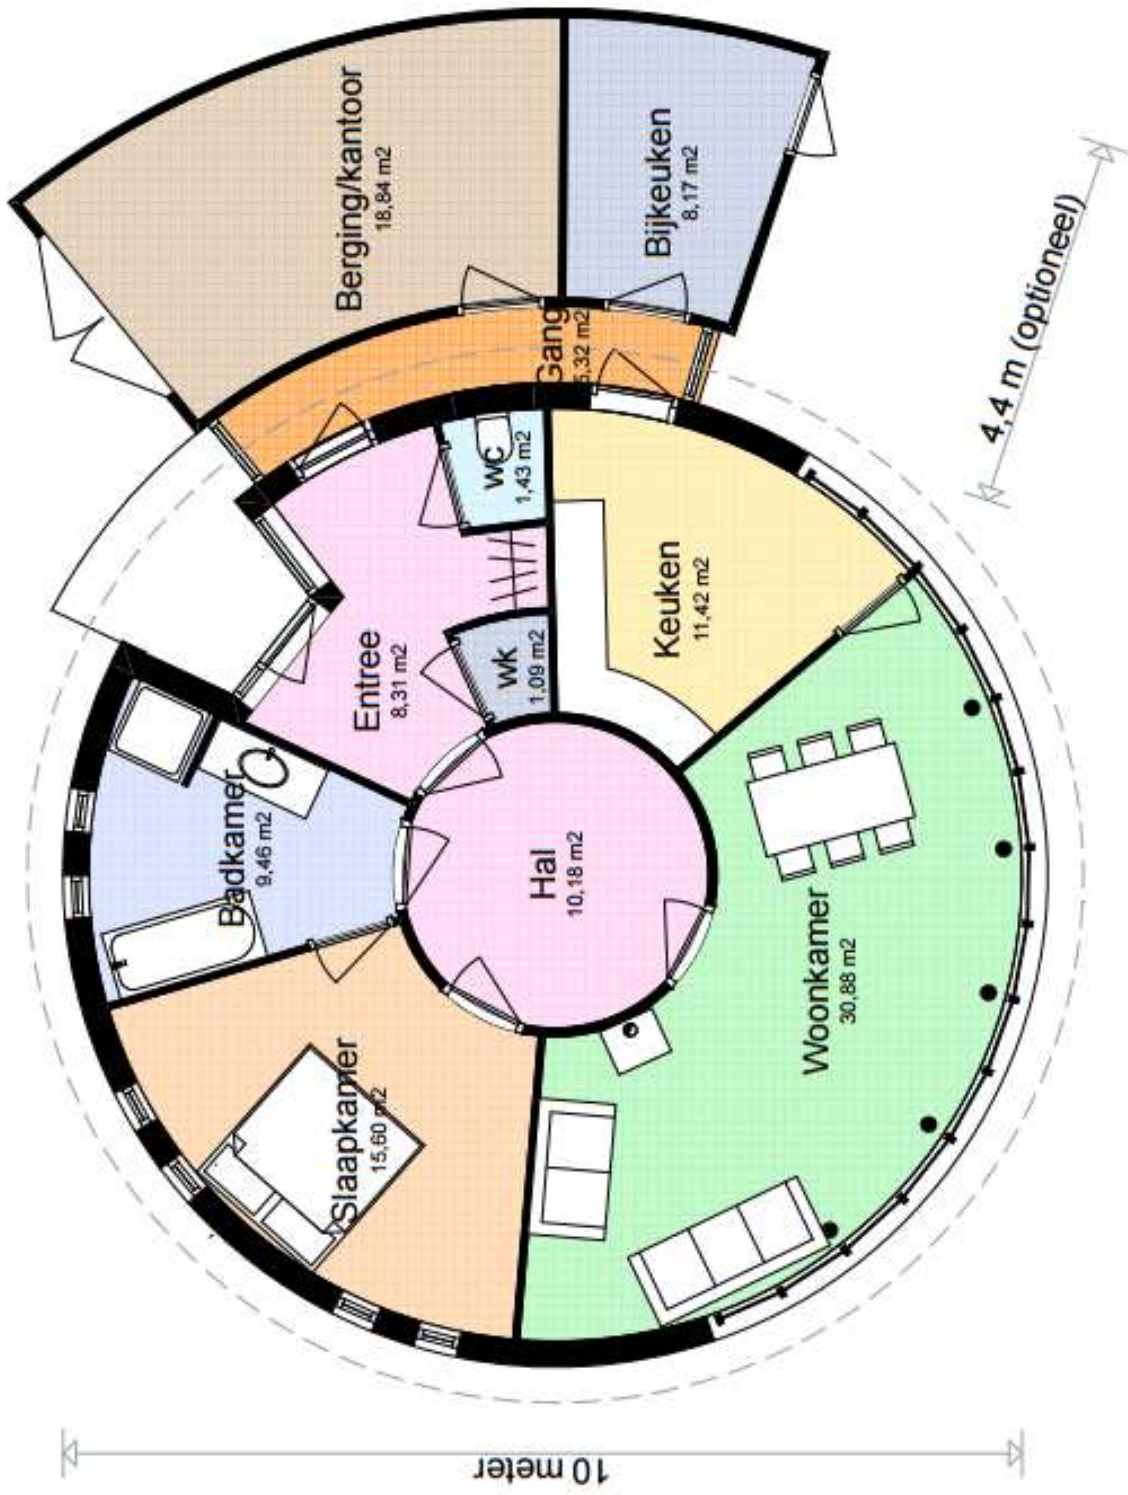 Berging/kantoor
18,84 m2
Bijkeuken
8,17 m2
Gang
5,32 m2
4,4 m (optioneel)
WC
1,43 m2
Entree
8,31 m2
Wk
1,09 m2
Keuken
11,42 m2
Badkamer
9,46 m2
Hal
10,18 m2
Woonkamer
30,88 m2
Slaapkamer
15,60 m2
10 meter